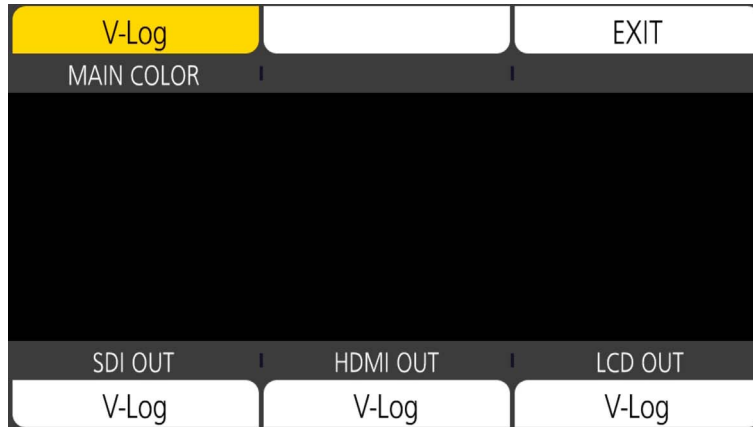 V-Log EXIT
MAIN COLOR
SDI OUT HDMI OUT LCD OUT
V-Log V-Log V-Log